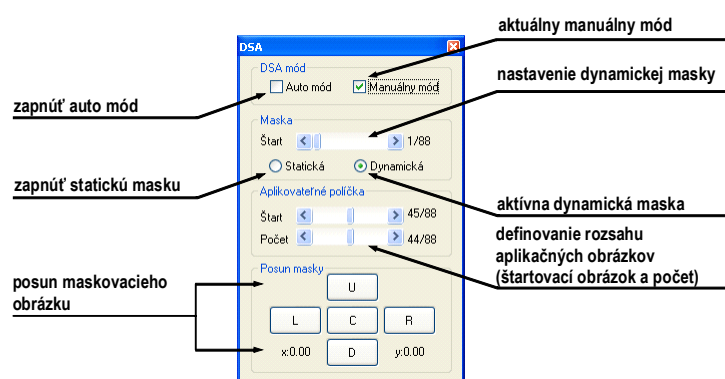 aktuálny manuálny mód
DSA
DSA mód
Auto mód
Manuálny mód
nastavenie dynamickej masky
zapnúť auto mód
Maska
Štart
1/88
Statická
Dynamická
zapnúť statickú masku
Aplikovateľné políčka
aktívna dynamická maska
Štart
45/88
Počet
44/88
definovanie rozsahu
aplikačných obrázkov
(štartovací obrázok a počet)
Posun masky
posun maskovacieho
obrázku
U
L
C
R
x:0.00
D
y:0.00